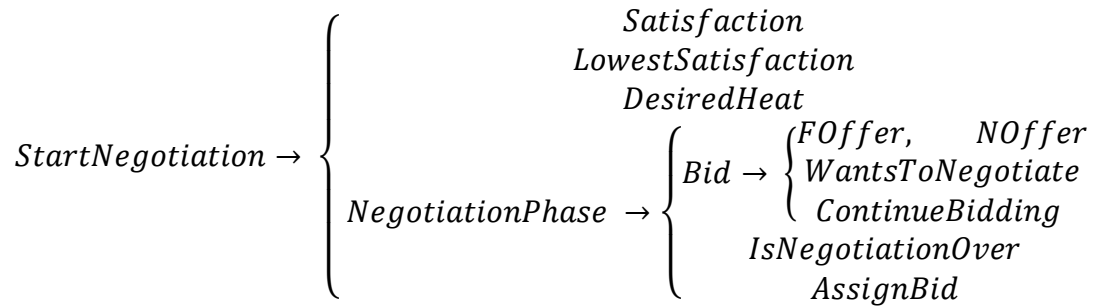 Satisfaction
LowestSatisfaction
DesiredHeat
StartNegotiation →
NegotiationPhase →
Bid →
FOffer, NOffer
WantsToNegotiate
ContinueBidding
IsNegotiationOver
AssignBid